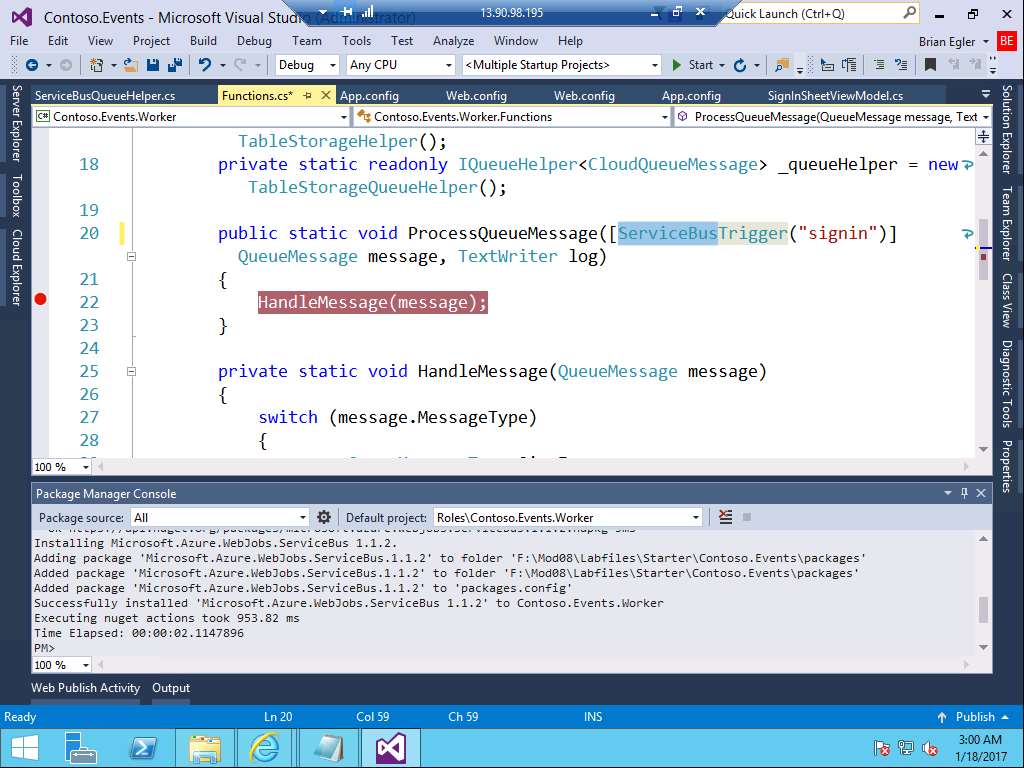 Contoso.Events - Microsoft Visual Studio (Administrator)
13.90.98.195
Quick Launch (Ctrl+Q)
File Edit View Project Build Debug Team Tools Test Analyze Window Help
Brian Egler BE
Debug Any CPU <Multiple Startup Projects> Start
ServiceBusQueueHelper.cs Functions.cs* App.config Web.config Web.config App.config SignInSheetViewModel.cs
C# Contoso.Events.Worker Contoso.Events.Worker.Functions ProcessQueueMessage(QueueMessage message, Text
Server Explorer
Toolbox
Cloud Explorer
TableStorageHelper();
18 private static readonly IQueueHelper<CloudQueueMessage> _queueHelper = new
TableStorageQueueHelper();
19
20 public static void ProcessQueueMessage([ServiceBusTrigger("signin")]
QueueMessage message, TextWriter log)
21 {
22 HandleMessage(message);
23 }
24
25 private static void HandleMessage(QueueMessage message)
26 {
27 switch (message.MessageType)
28 {
100 %
Solution Explorer
Team Explorer
Class View
Diagnostic Tools
Properties
Package Manager Console
Package source: All Default project: Roles\Contoso.Events.Worker
Installing Microsoft.Azure.WebJobs.ServiceBus 1.1.2.
Adding package 'Microsoft.Azure.WebJobs.ServiceBus.1.1.2' to folder 'F:\Mod08\Labfiles\Starter\Contoso.Events\packages'
Added package 'Microsoft.Azure.WebJobs.ServiceBus.1.1.2' to folder 'F:\Mod08\Labfiles\Starter\Contoso.Events\packages'
Added package 'Microsoft.Azure.WebJobs.ServiceBus.1.1.2' to 'packages.config'
Successfully installed 'Microsoft.Azure.WebJobs.ServiceBus 1.1.2' to Contoso.Events.Worker
Executing nuget actions took 953.82 ms
Time Elapsed: 00:00:02.1147896
PM>
100 %
Web Publish Activity Output
Ready Ln 20 Col 59 Ch 59 INS Publish
3:00 AM
1/18/2017